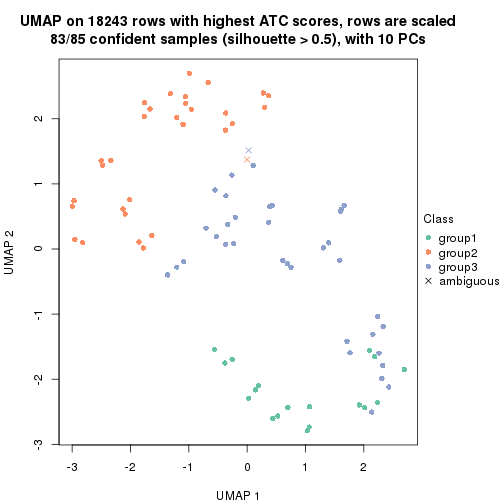 UMAP on 18243 rows with highest ATC scores, rows are scaled
83/85 confident samples (silhouette > 0.5), with 10 PCs
UMAP 2
2
1
0
-1
-2
-3
-3
-2
-1
0
1
2
UMAP 1
Class
group1
group2
group3
ambiguous